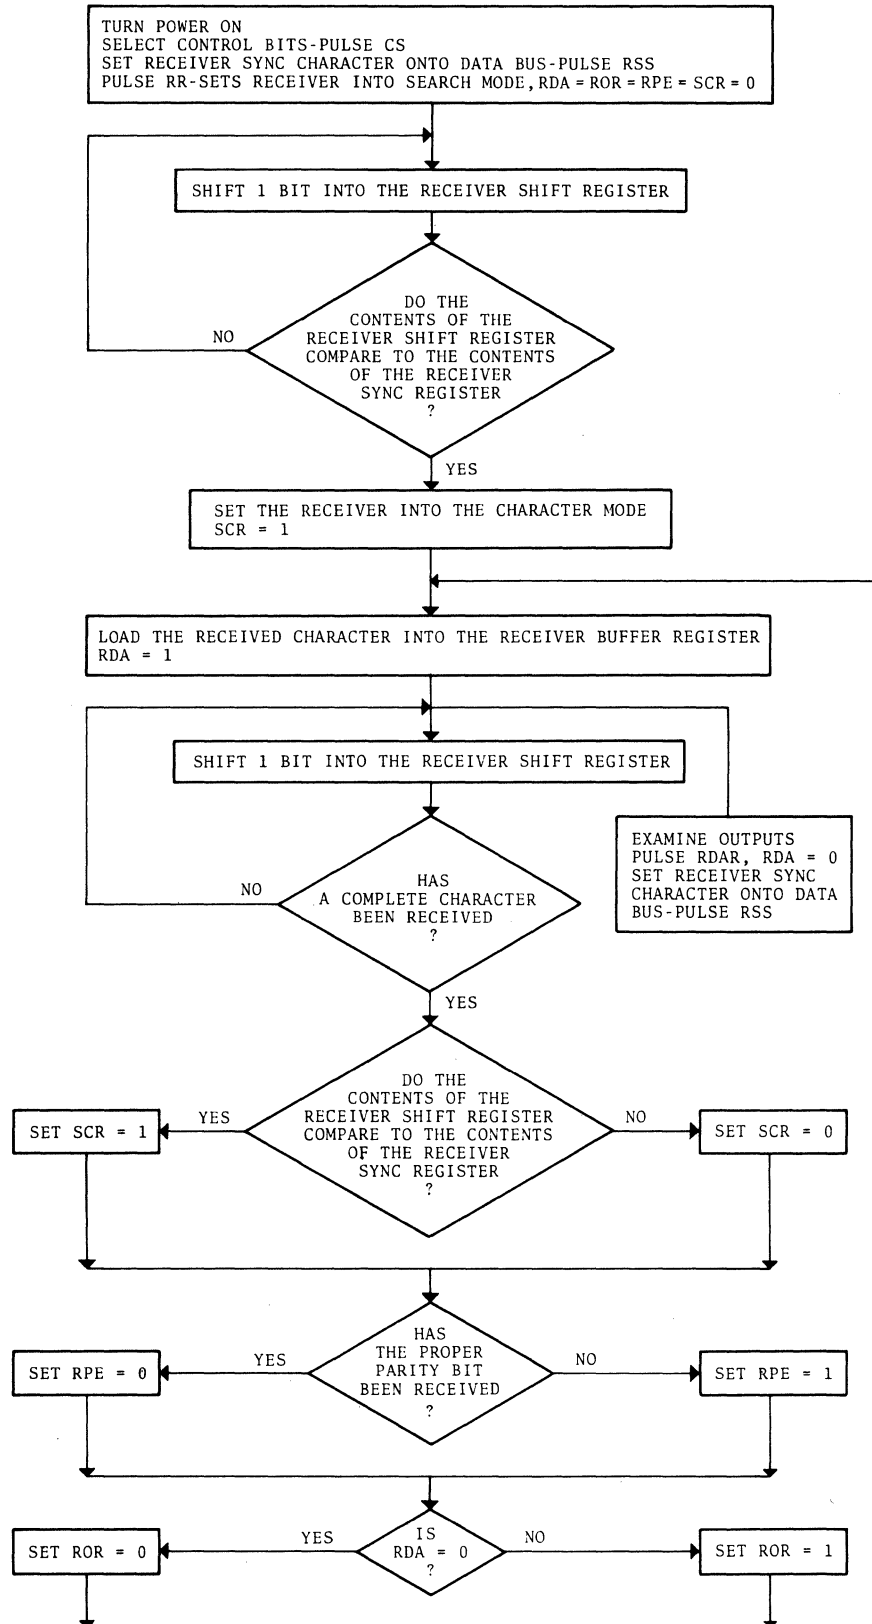 TURN POWER ON
SELECT CONTROL BITS-PULSE CS
SET RECEIVER SYNC CHARACTER ONTO DATA BUS-PULSE RSS
PULSE RR-SETS RECEIVER INTO SEARCH MODE, RDA = ROR = RPE = SCR = 0
SHIFT 1 BIT INTO THE RECEIVER SHIFT REGISTER
DO THE
CONTENTS OF THE
RECEIVER SHIFT REGISTER
COMPARE TO THE CONTENTS
OF THE RECEIVER
SYNC REGISTER
?
NO
YES
SET THE RECEIVER INTO THE CHARACTER MODE
SCR = 1
LOAD THE RECEIVED CHARACTER INTO THE RECEIVER BUFFER REGISTER
RDA = 1
SHIFT 1 BIT INTO THE RECEIVER SHIFT REGISTER
EXAMINE OUTPUTS
PULSE RDAR, RDA = 0
SET RECEIVER SYNC
CHARACTER ONTO DATA
BUS-PULSE RSS
HAS
A COMPLETE CHARACTER
BEEN RECEIVED
?
NO
YES
DO THE
CONTENTS OF THE
RECEIVER SHIFT REGISTER
COMPARE TO THE CONTENTS
OF THE RECEIVER
SYNC REGISTER
?
YES
NO
SET SCR = 1
SET SCR = 0
HAS
THE PROPER
PARITY BIT
BEEN RECEIVED
?
YES
NO
SET RPE = 0
SET RPE = 1
IS
RDA = 0
?
YES
NO
SET ROR = 0
SET ROR = 1